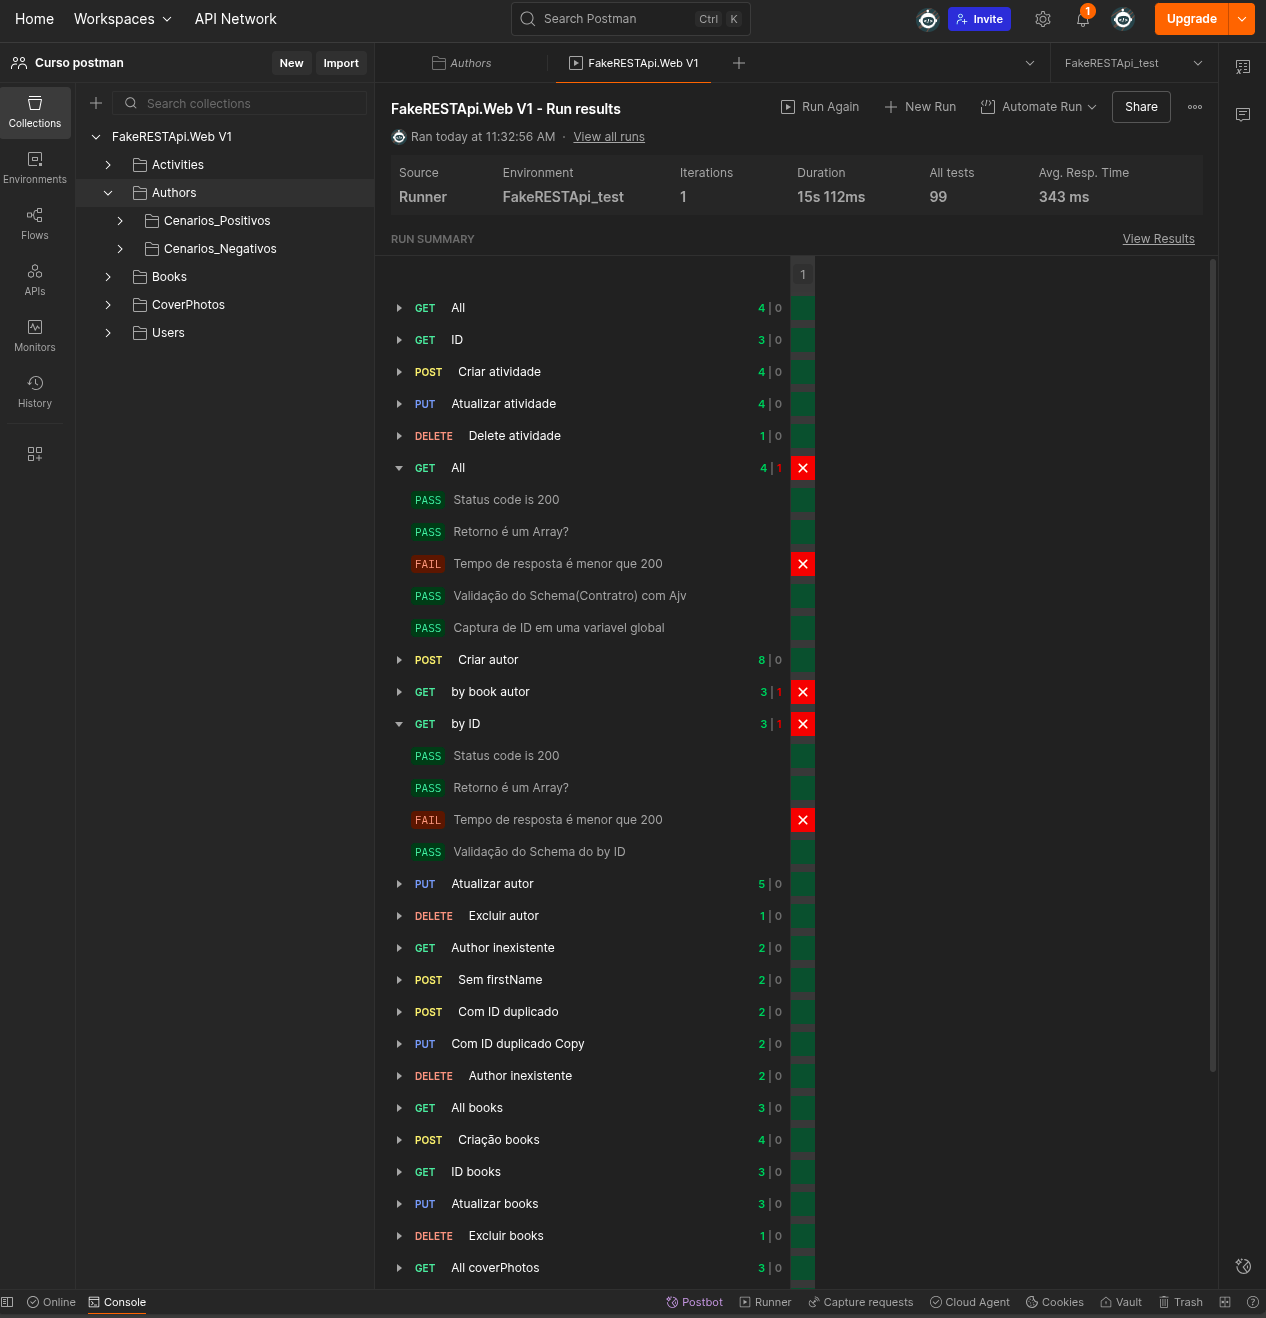 Home Workspaces API Network Search Postman Ctrl K Invite 1 Upgrade
Curso postman New Import
Authors FakeRESTApi.Web V1 FakeRESTApi_test
Collections
Environments
Flows
APIs
Monitors
History
Search collections
FakeRESTApi.Web V1
Activities
Authors
Cenarios_Positivos
Cenarios_Negativos
Books
CoverPhotos
Users
FakeRESTApi.Web V1 - Run results Run Again New Run Automate Run Share
Ran today at 11:32:56 AM · View all runs
Source Environment Iterations Duration All tests Avg. Resp. Time
Runner FakeRESTApi_test 1 15s 112ms 99 343 ms
RUN SUMMARY View Results
1
GET All 4 | 0
GET ID 3 | 0
POST Criar atividade 4 | 0
PUT Atualizar atividade 4 | 0
DELETE Delete atividade 1 | 0
GET All 4 | 1
PASS Status code is 200
PASS Retorno é um Array?
FAIL Tempo de resposta é menor que 200
PASS Validação do Schema(Contratro) com Ajv
PASS Captura de ID em uma variavel global
POST Criar autor 8 | 0
GET by book autor 3 | 1
GET by ID 3 | 1
PASS Status code is 200
PASS Retorno é um Array?
FAIL Tempo de resposta é menor que 200
PASS Validação do Schema do by ID
PUT Atualizar autor 5 | 0
DELETE Excluir autor 1 | 0
GET Author inexistente 2 | 0
POST Sem firstName 2 | 0
POST Com ID duplicado 2 | 0
PUT Com ID duplicado Copy 2 | 0
DELETE Author inexistente 2 | 0
GET All books 3 | 0
POST Criação books 4 | 0
GET ID books 3 | 0
PUT Atualizar books 3 | 0
DELETE Excluir books 1 | 0
GET All coverPhotos 3 | 0
Online Console Postbot Runner Capture requests Cloud Agent Cookies Vault Trash